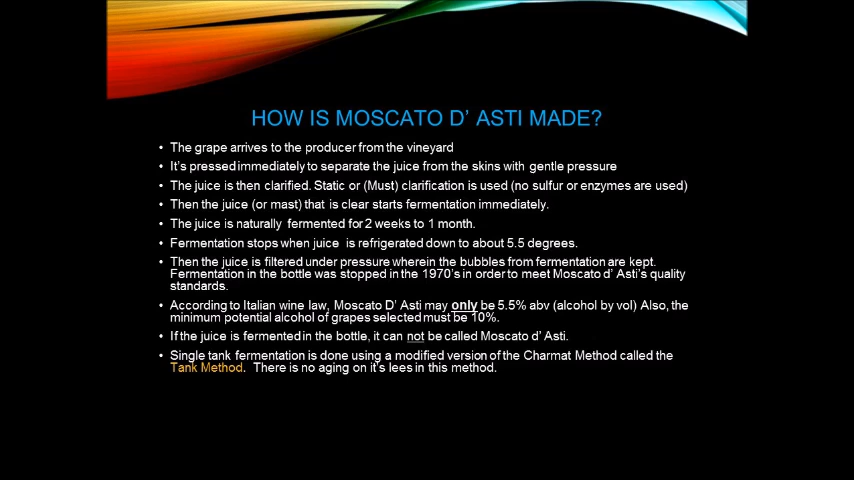 HOW IS MOSCATO D' ASTI MADE?
• The grape arrives to the producer from the vineyard
• It's pressed immediately to separate the juice from the skins with gentle pressure
• The juice is then clarified. Static or (Must) clarification is used (no sulfur or enzymes are used)
• Then the juice (or mast) that is clear starts fermentation immediately.
• The juice is naturally fermented for 2 weeks to 1 month.
• Fermentation stops when juice is refrigerated down to about 5.5 degrees.
• Then the juice is filtered under pressure wherein the bubbles from fermentation are kept.
Fermentation in the bottle was stopped in the 1970's in order to meet Moscato d' Asti's quality
standards.
• According to Italian wine law, Moscato D' Asti may only be 5.5% abv (alcohol by vol) Also, the
minimum potential alcohol of grapes selected must be 10%.
• If the juice is fermented in the bottle, it can not be called Moscato d' Asti.
• Single tank fermentation is done using a modified version of the Charmat Method called the
Tank Method. There is no aging on it's lees in this method.